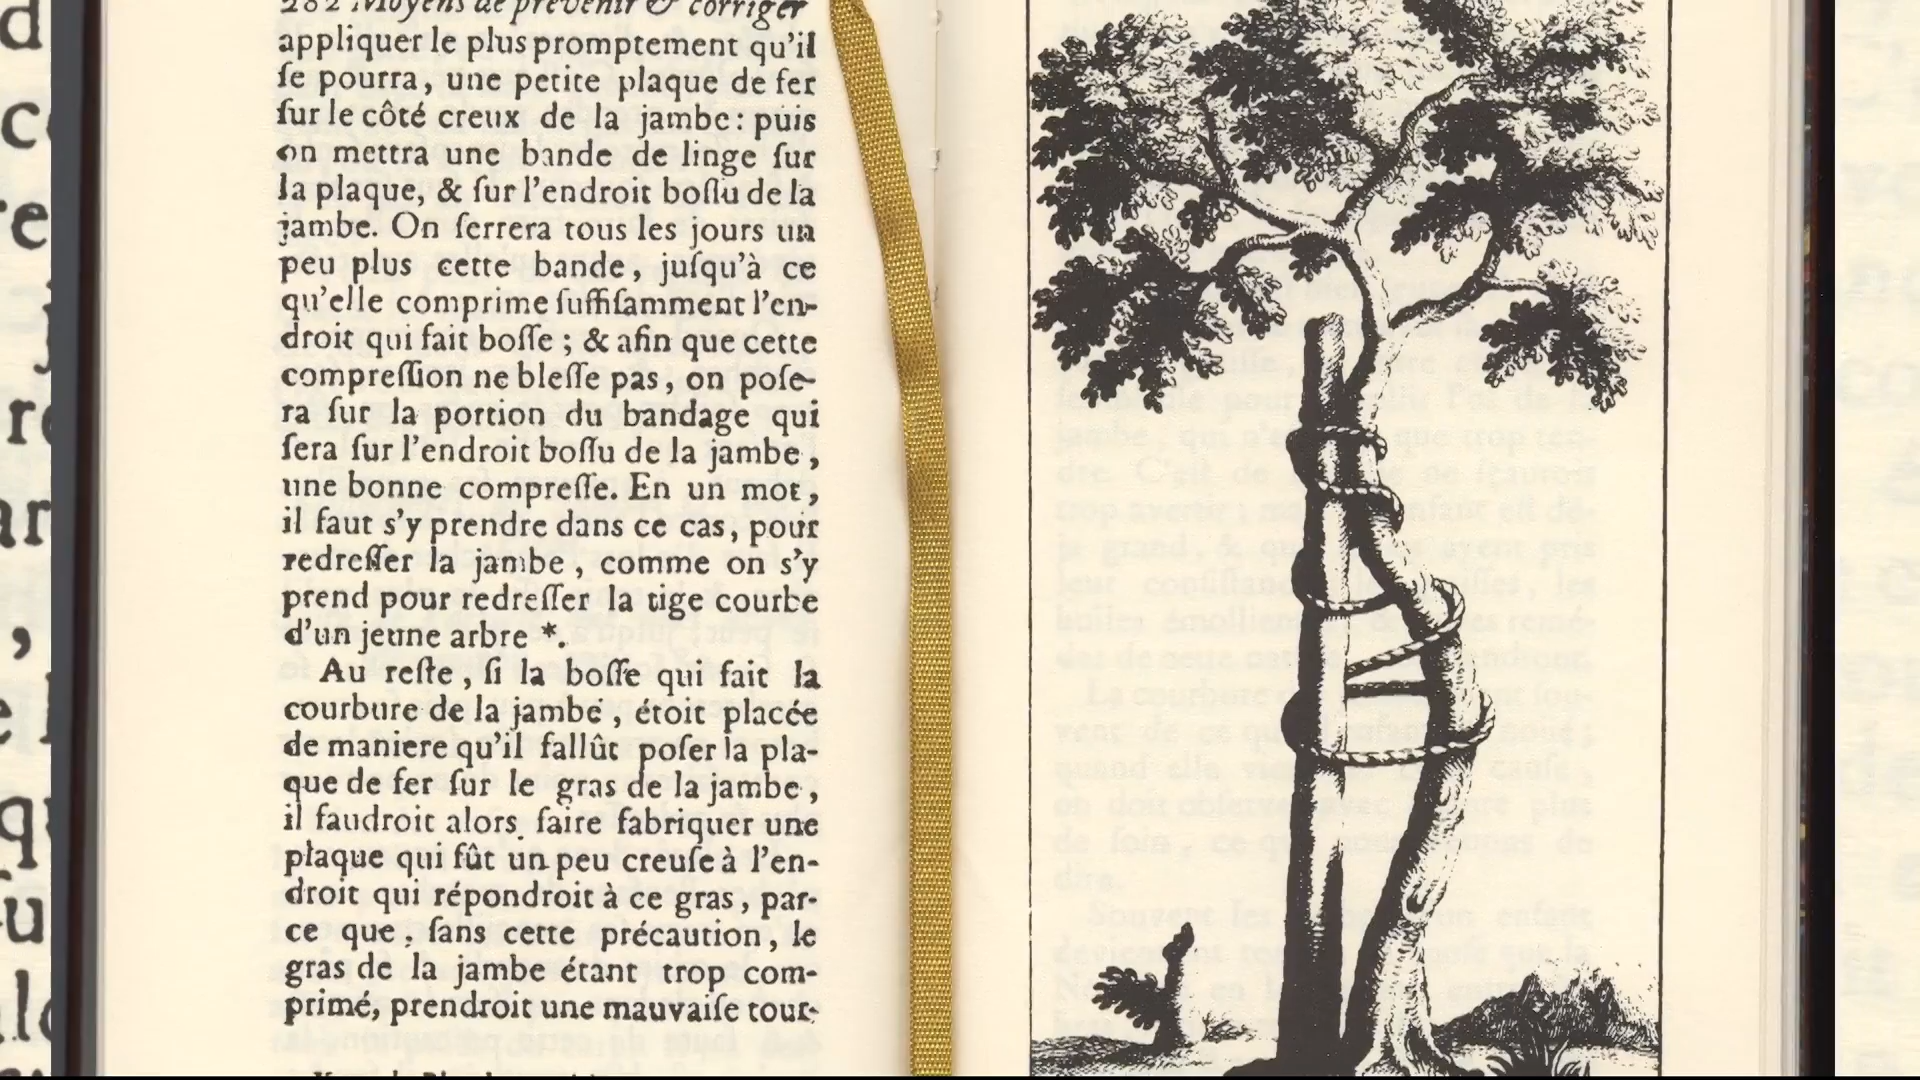 282 Moyens de prévenir & corriger
appliquer le plus promptement qu'il
ſe pourra, une petite plaque de fer
ſur le côté creux de la jambe: puis
on mettra une bande de linge ſur
la plaque, & ſur l'endroit boſſu de la
jambe. On ſerrera tous les jours un
peu plus cette bande, juſqu'à ce
qu'elle comprime ſuffiſamment l'en-
droit qui fait boſſe; & afin que cette
compreſſion ne bleſſe pas, on poſe-
ra ſur la portion du bandage qui
ſera ſur l'endroit boſſu de la jambe,
une bonne compreſſe. En un mot,
il faut s'y prendre dans ce cas, pour
redreſſer la jambe, comme on s'y
prend pour redreſſer la tige courbe
d'un jeune arbre *.
Au reſte, ſi la boſſe qui fait la
courbure de la jambe, étoit placée
de maniere qu'il fallût poſer la pla-
que de fer ſur le gras de la jambe,
il faudroit alors faire fabriquer une
plaque qui fût un peu creuſe à l'en-
droit qui répondroit à ce gras, par-
ce que, ſans cette précaution, le
gras de la jambe étant trop com-
primé, prendroit une mauvaiſe tour-